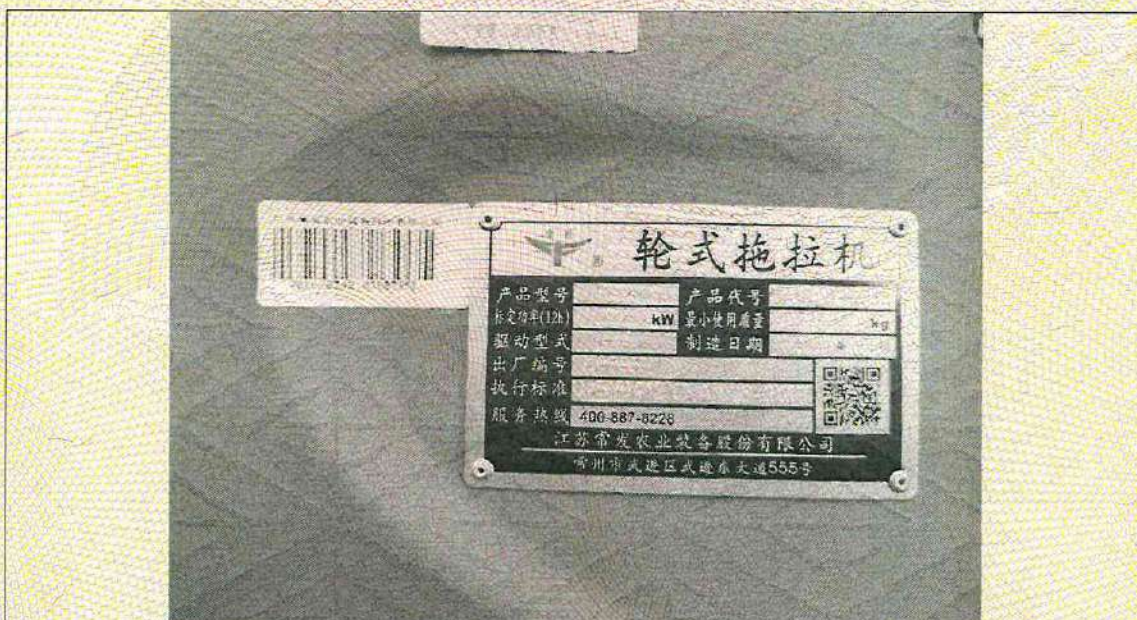 轮式拖拉机
产品型号 产品代号
标定功率(12h) kW 最小使用质量 kg
驱动型式 制造日期
出厂编号
执行标准
服务热线 400-887-8228
江苏常发农业装备股份有限公司
常州市武进区武进东大道555号